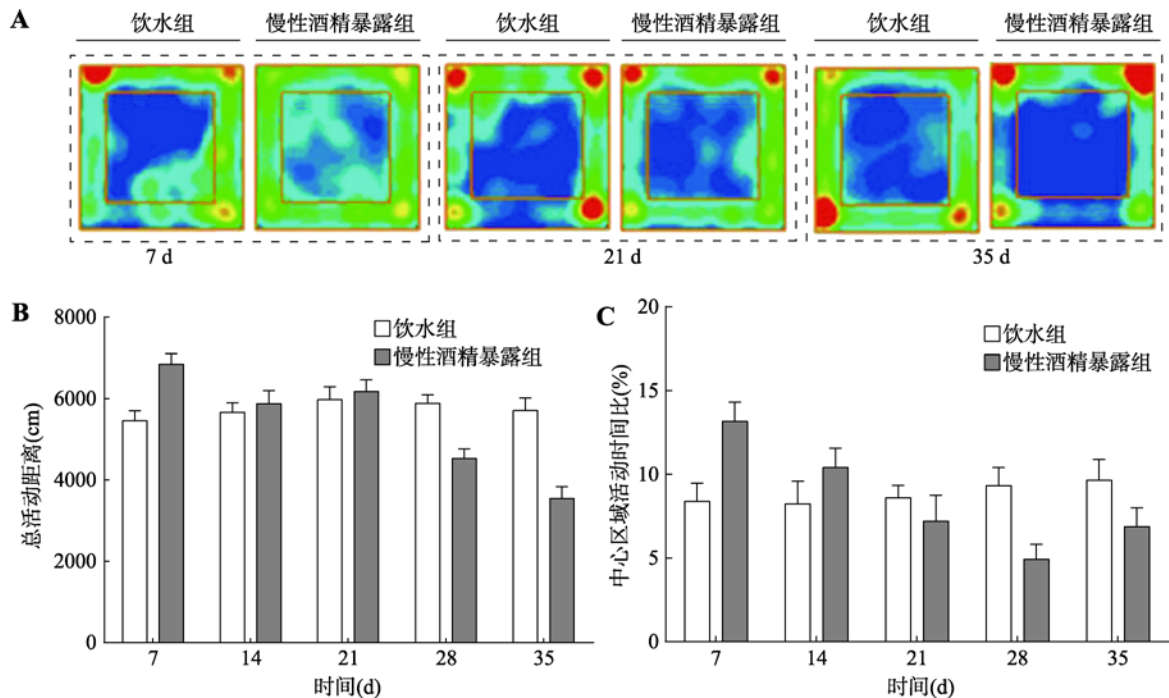 A
饮水组 慢性酒精暴露组 饮水组 慢性酒精暴露组 饮水组 慢性酒精暴露组
7 d 21 d 35 d
B
总活动距离(cm)
8000
6000
4000
2000
0
饮水组
慢性酒精暴露组
7 14 21 28 35
时间(d)
C
中心区域活动时间比(%)
20
15
10
5
0
饮水组
慢性酒精暴露组
7 14 21 28 35
时间(d)